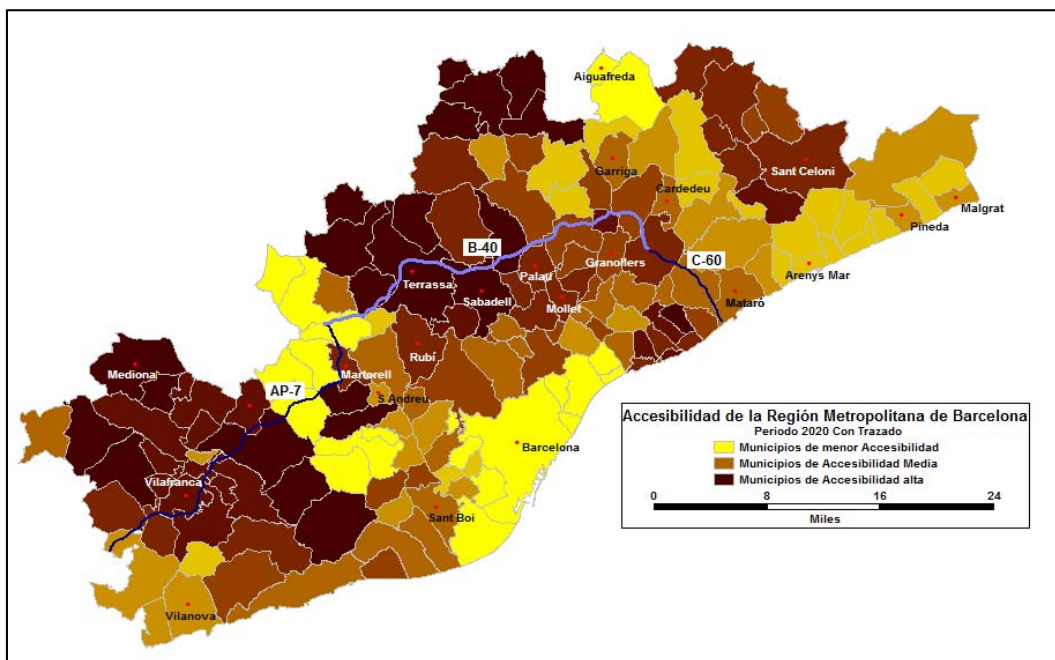 Aiguafreda
Garriga
Sant Celoni
Cardedeu
Malgrat
Pineda
B-40
C-60
Granollers
Arenys Mar
Palau
Terrassa
Sabadell
Mollet
Mataró
Rubí
Mediona
Martorell
AP-7
S Andreu
Barcelona
Vilafranca
Sant Boi
Vilanova
Accesibilidad de la Región Metropolitana de Barcelona
Periodo 2020 Con Trazado
Municipios de menor Accesibilidad
Municipios de Accesibilidad Media
Municipios de Accesibilidad alta
0 8 16 24
Miles